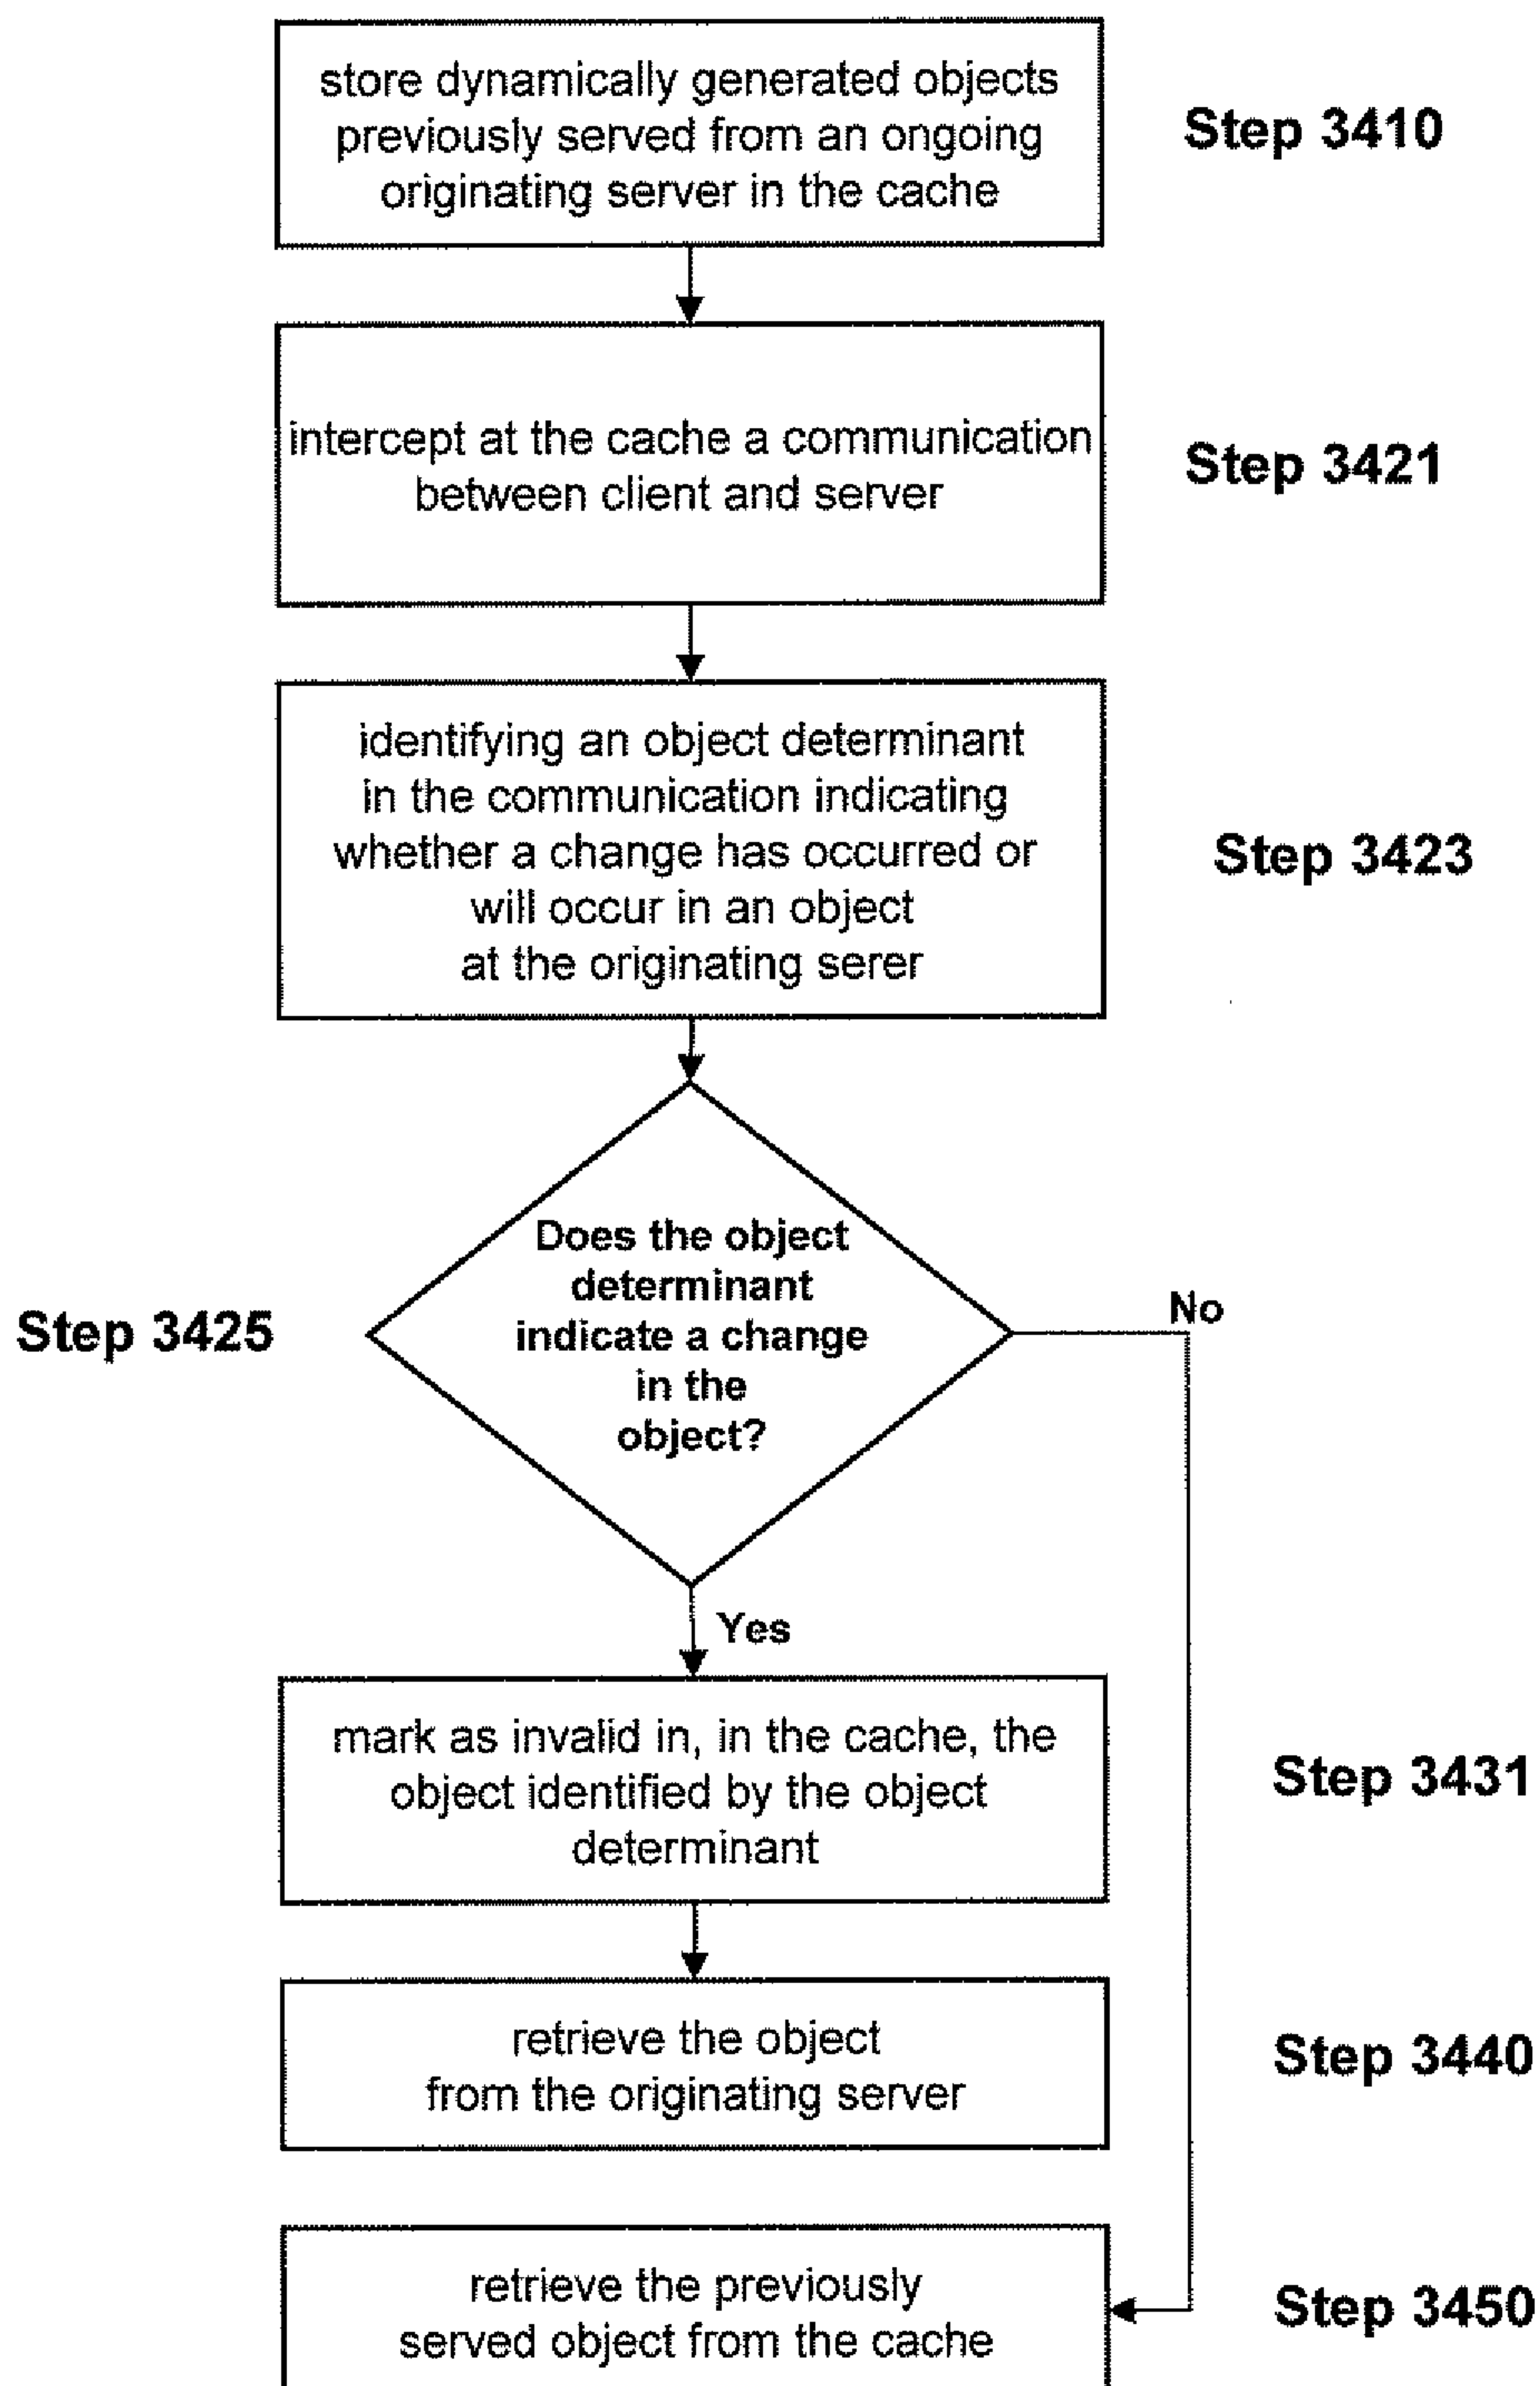 store dynamically generated objects
previously served from an ongoing
originating server in the cache
Step 3410
intercept at the cache a communication
between client and server
Step 3421
identifying an object determinant
in the communication indicating
whether a change has occurred or
will occur in an object
at the originating serer
Step 3423
Does the object
determinant
indicate a change
in the
object?
Step 3425
No
Yes
mark as invalid in, in the cache, the
object identified by the object
determinant
Step 3431
retrieve the object
from the originating server
Step 3440
retrieve the previously
served object from the cache
Step 3450